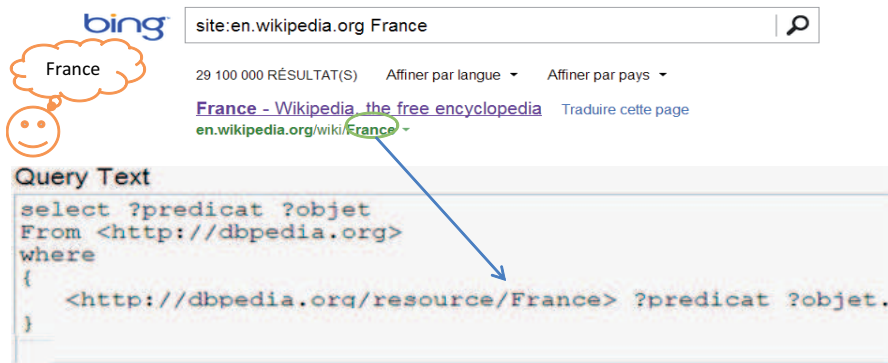 bing
site:en.wikipedia.org France
France
29 100 000 RÉSULTAT(S) Affiner par langue Affiner par pays
France - Wikipedia, the free encyclopedia Traduire cette page
en.wikipedia.org/wiki/France
Query Text
select ?predicat ?objet
From <http://dbpedia.org>
where
{
<http://dbpedia.org/resource/France> ?predicat ?objet.
}